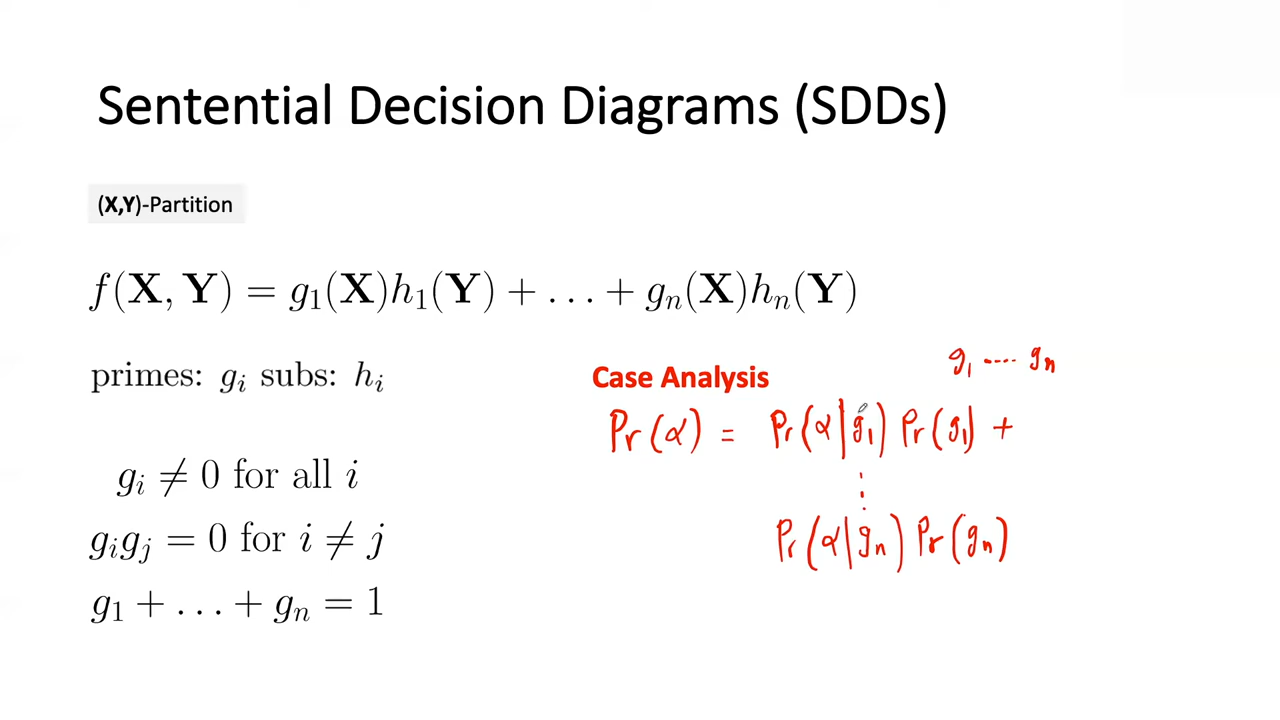 Sentential Decision Diagrams (SDDs)
(X,Y)-Partition
f(X, Y) = g₁(X)h₁(Y) + . . . + gₙ(X)hₙ(Y)
primes: gᵢ subs: hᵢ
gᵢ ≠ 0 for all i
gᵢgⱼ = 0 for i ≠ j
g₁ + . . . + gₙ = 1
g₁ ---- gₙ
Case Analysis
Pr(α) = Pr(α|g₁) Pr(g₁) +
⋮
Pr(α|gₙ) Pr(gₙ)